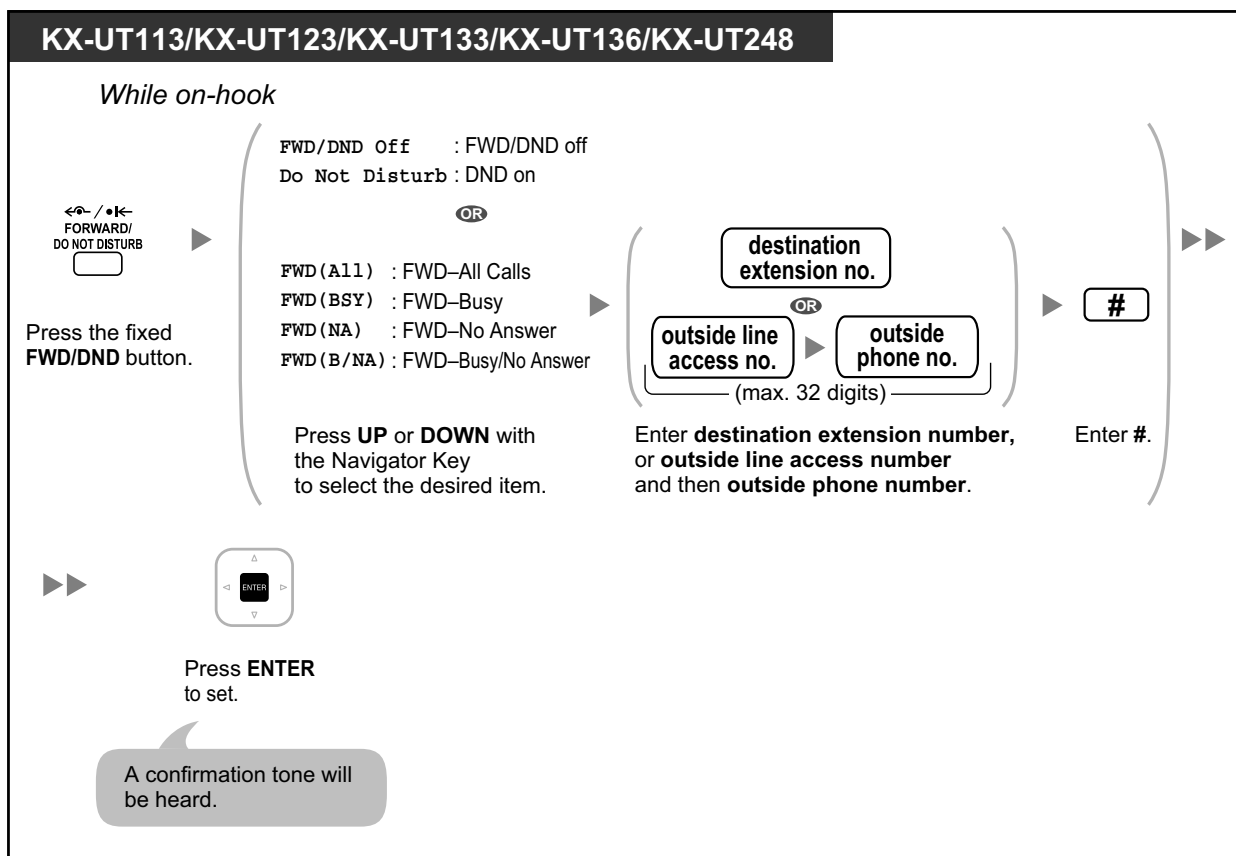 KX-UT113/KX-UT123/KX-UT133/KX-UT136/KX-UT248
While on-hook
FORWARD/
DO NOT DISTURB
Press the fixed
FWD/DND button.
FWD/DND Off : FWD/DND off
Do Not Disturb : DND on
OR
FWD(All) : FWD–All Calls
FWD(BSY) : FWD–Busy
FWD(NA) : FWD–No Answer
FWD(B/NA) : FWD–Busy/No Answer
Press UP or DOWN with
the Navigator Key
to select the desired item.
destination
extension no.
OR
outside line
access no.
outside
phone no.
(max. 32 digits)
Enter destination extension number,
or outside line access number
and then outside phone number.
#
Enter #.
ENTER
Press ENTER
to set.
A confirmation tone will
be heard.